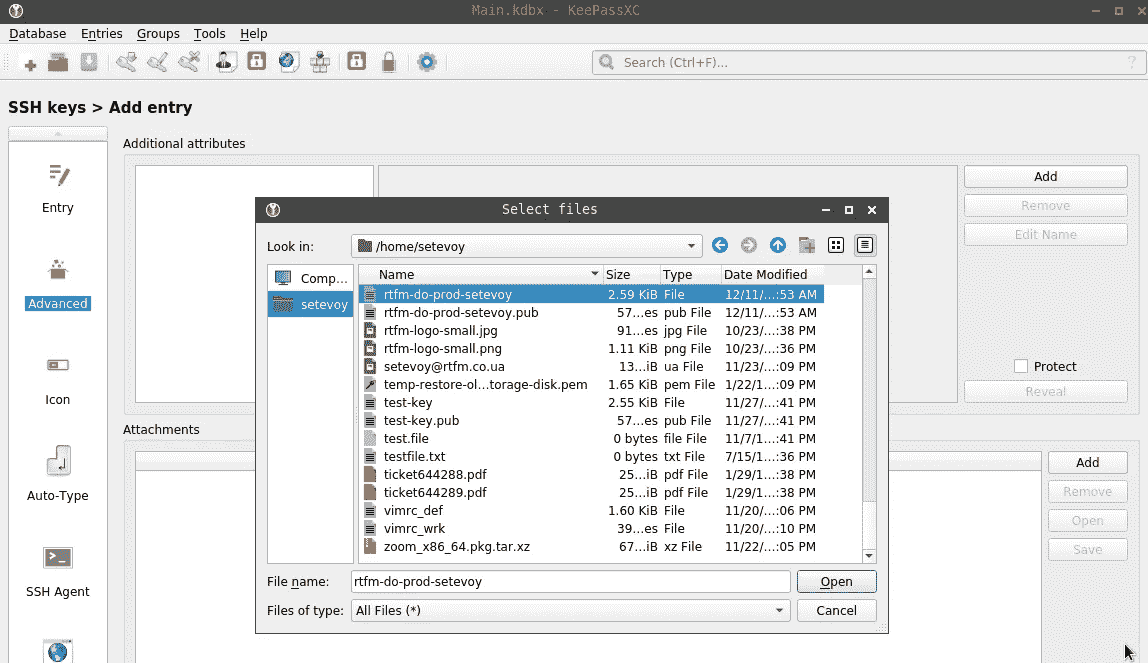 Main.kdbx - KeePassXC
Database Entries Groups Tools Help
Search (Ctrl+F)... ?
SSH keys > Add entry
Additional attributes
Entry
Advanced
Icon
Auto-Type
SSH Agent
Add
Remove
Edit Name
Protect
Reveal
Attachments
Add
Remove
Open
Save
Select files
Look in: /home/setevoy
Comp...
setevoy
Name Size Type Date Modified
rtfm-do-prod-setevoy 2.59 KiB File 12/11/...:53 AM
rtfm-do-prod-setevoy.pub 57...es pub File 12/11/...:53 AM
rtfm-logo-small.jpg 91...es jpg File 10/23/...:38 PM
rtfm-logo-small.png 1.11 KiB png File 10/23/...:36 PM
setevoy@rtfm.co.ua 13...iB ua File 11/23/...:09 PM
temp-restore-ol...torage-disk.pem 1.65 KiB pem File 1/22/1...:09 PM
test-key 2.55 KiB File 11/27/...:41 PM
test-key.pub 57...es pub File 11/27/...:41 PM
test.file 0 bytes file File 11/7/1...:41 PM
testfile.txt 0 bytes txt File 7/15/1...:36 PM
ticket644288.pdf 25...iB pdf File 1/29/1...:38 PM
ticket644289.pdf 25...iB pdf File 1/29/1...:38 PM
vimrc_def 1.60 KiB File 11/20/...:06 PM
vimrc_wrk 39...es File 11/20/...:10 PM
zoom_x86_64.pkg.tar.xz 67...iB xz File 11/22/...:05 PM
File name: rtfm-do-prod-setevoy Open
Files of type: All Files (*) Cancel